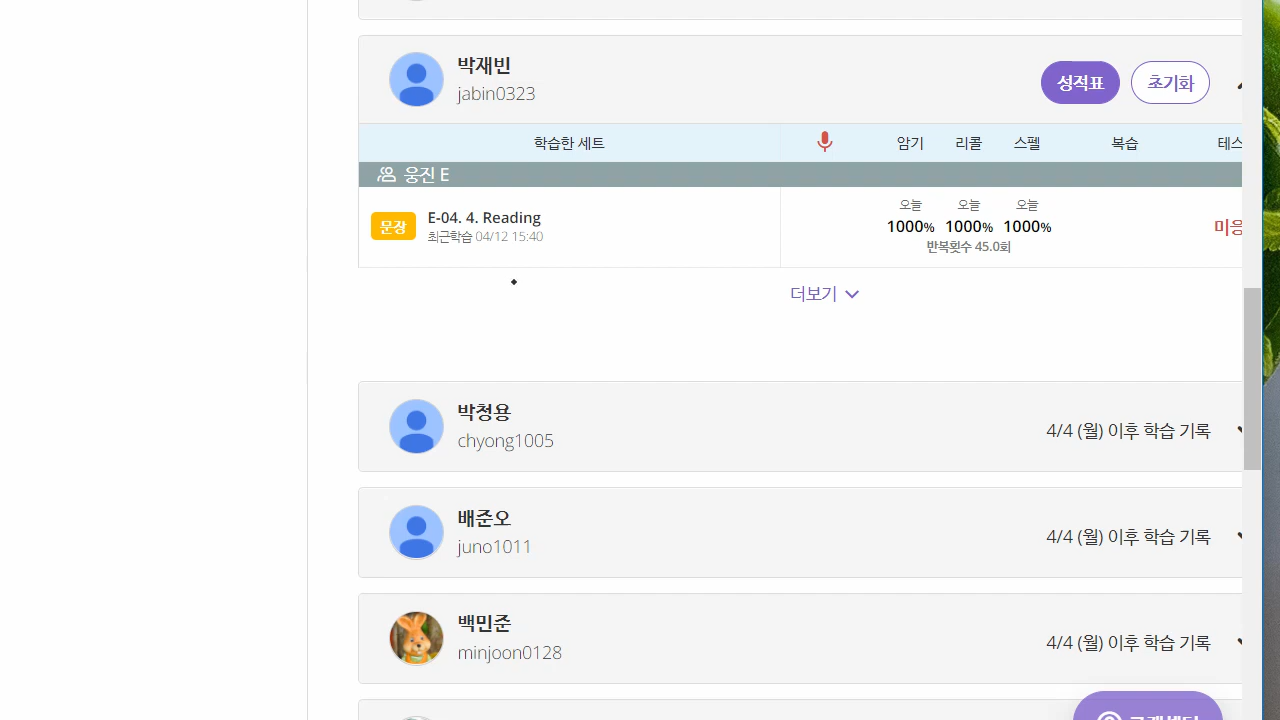 박재빈
jabin0323
성적표 초기화
학습한 세트 암기 리콜 스펠 복습 테스
웅진 E
문장 E-04. 4. Reading
최근학습 04/12 15:40
오늘 오늘 오늘
1000% 1000% 1000%
반복횟수 45.0회
미응
더보기
박청용
chyong1005
4/4 (월) 이후 학습 기록
배준오
juno1011
4/4 (월) 이후 학습 기록
백민준
minjoon0128
4/4 (월) 이후 학습 기록